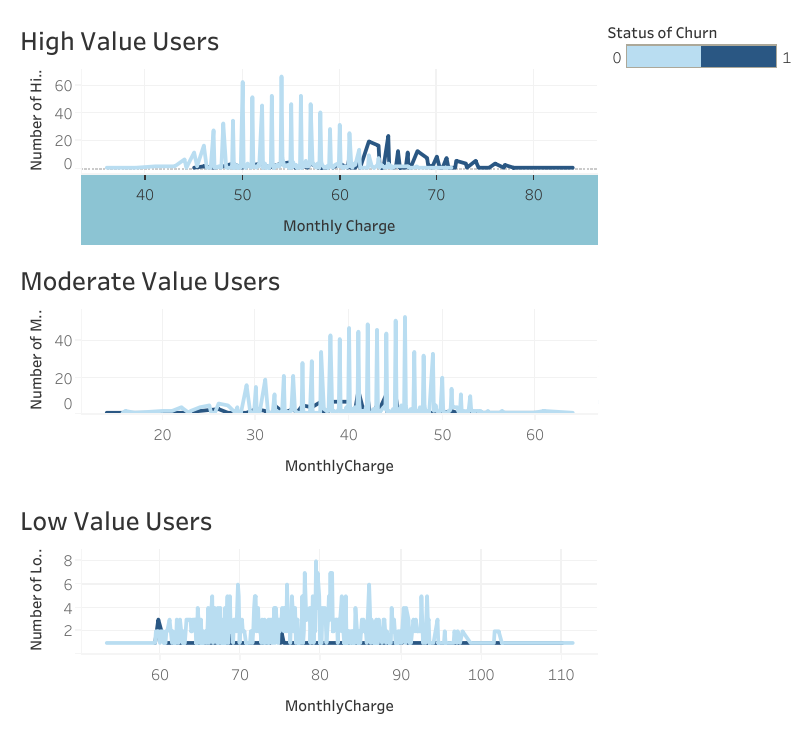 High Value Users
Status of Churn
0 1
Number of Hi..
60
40
20
0
40 50 60 70 80
Monthly Charge
Moderate Value Users
Number of M..
40
20
0
20 30 40 50 60
MonthlyCharge
Low Value Users
Number of Lo..
8
6
4
2
60 70 80 90 100 110
MonthlyCharge